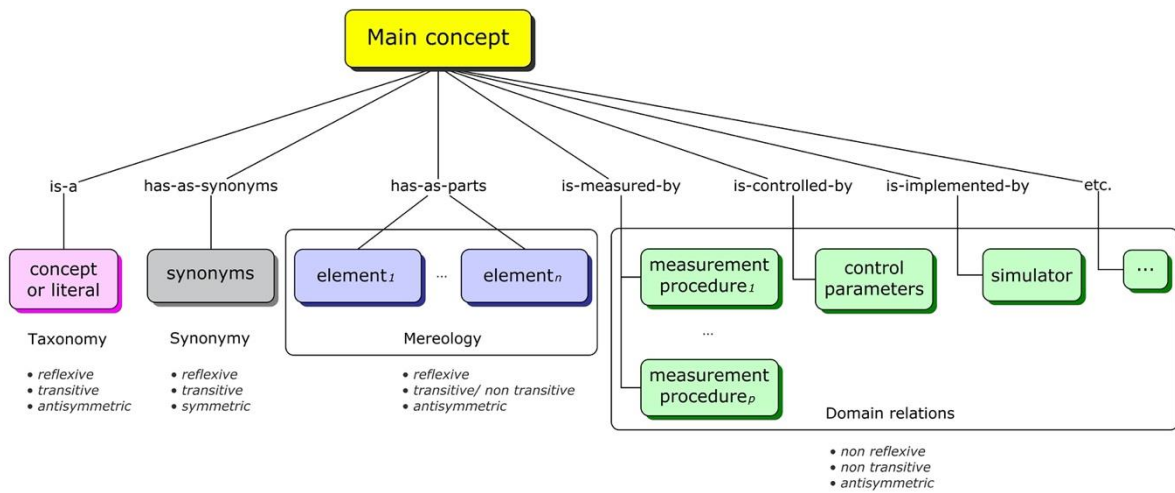 Main concept
is-a
has-as-synonyms
has-as-parts
is-measured-by
is-controlled-by
is-implemented-by
etc.
concept
or literal
synonyms
element1
...
elementn
measurement
procedure1
control
parameters
simulator
...
...
measurement
procedurep
Taxonomy
Synonymy
Mereology
Domain relations
• reflexive
• transitive
• antisymmetric
• reflexive
• transitive
• symmetric
• reflexive
• transitive/ non transitive
• antisymmetric
• non reflexive
• non transitive
• antisymmetric